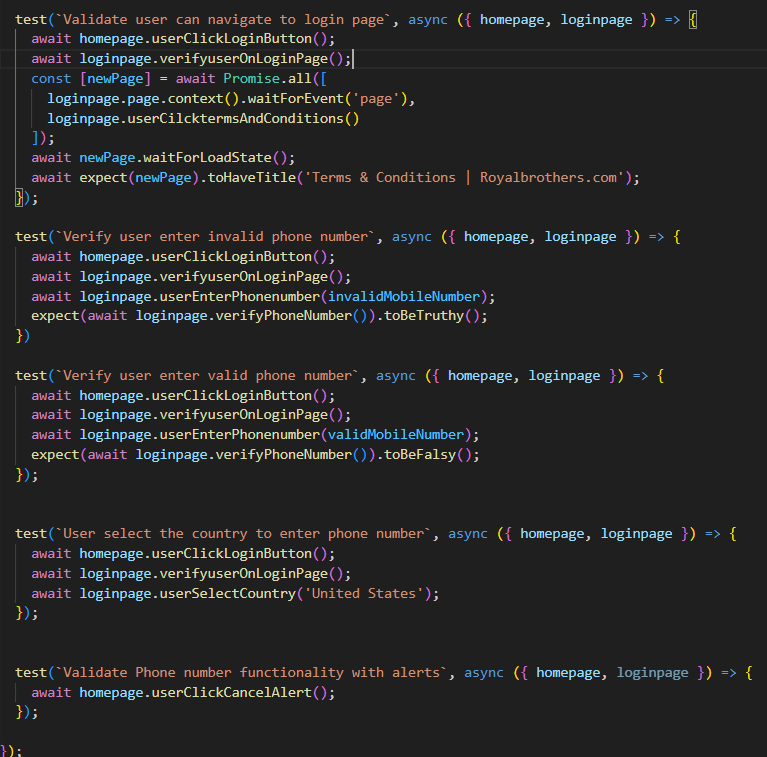 test(`Validate user can navigate to login page`, async ({ homepage, loginpage }) => {
await homepage.userClickLoginButton();
await loginpage.verifyuserOnLoginPage();
const [newPage] = await Promise.all([
loginpage.page.context().waitForEvent('page'),
loginpage.userCilcktermsAndConditions()
]);
await newPage.waitForLoadState();
await expect(newPage).toHaveTitle('Terms & Conditions | Royalbrothers.com');
});
test(`Verify user enter invalid phone number`, async ({ homepage, loginpage }) => {
await homepage.userClickLoginButton();
await loginpage.verifyuserOnLoginPage();
await loginpage.userEnterPhonenumber(invalidMobileNumber);
expect(await loginpage.verifyPhoneNumber()).toBeTruthy();
})
test(`Verify user enter valid phone number`, async ({ homepage, loginpage }) => {
await homepage.userClickLoginButton();
await loginpage.verifyuserOnLoginPage();
await loginpage.userEnterPhonenumber(validMobileNumber);
expect(await loginpage.verifyPhoneNumber()).toBeFalsy();
});
test(`User select the country to enter phone number`, async ({ homepage, loginpage }) => {
await homepage.userClickLoginButton();
await loginpage.verifyuserOnLoginPage();
await loginpage.userSelectCountry('United States');
});
test(`Validate Phone number functionality with alerts`, async ({ homepage, loginpage }) => {
await homepage.userClickCancelAlert();
});
});